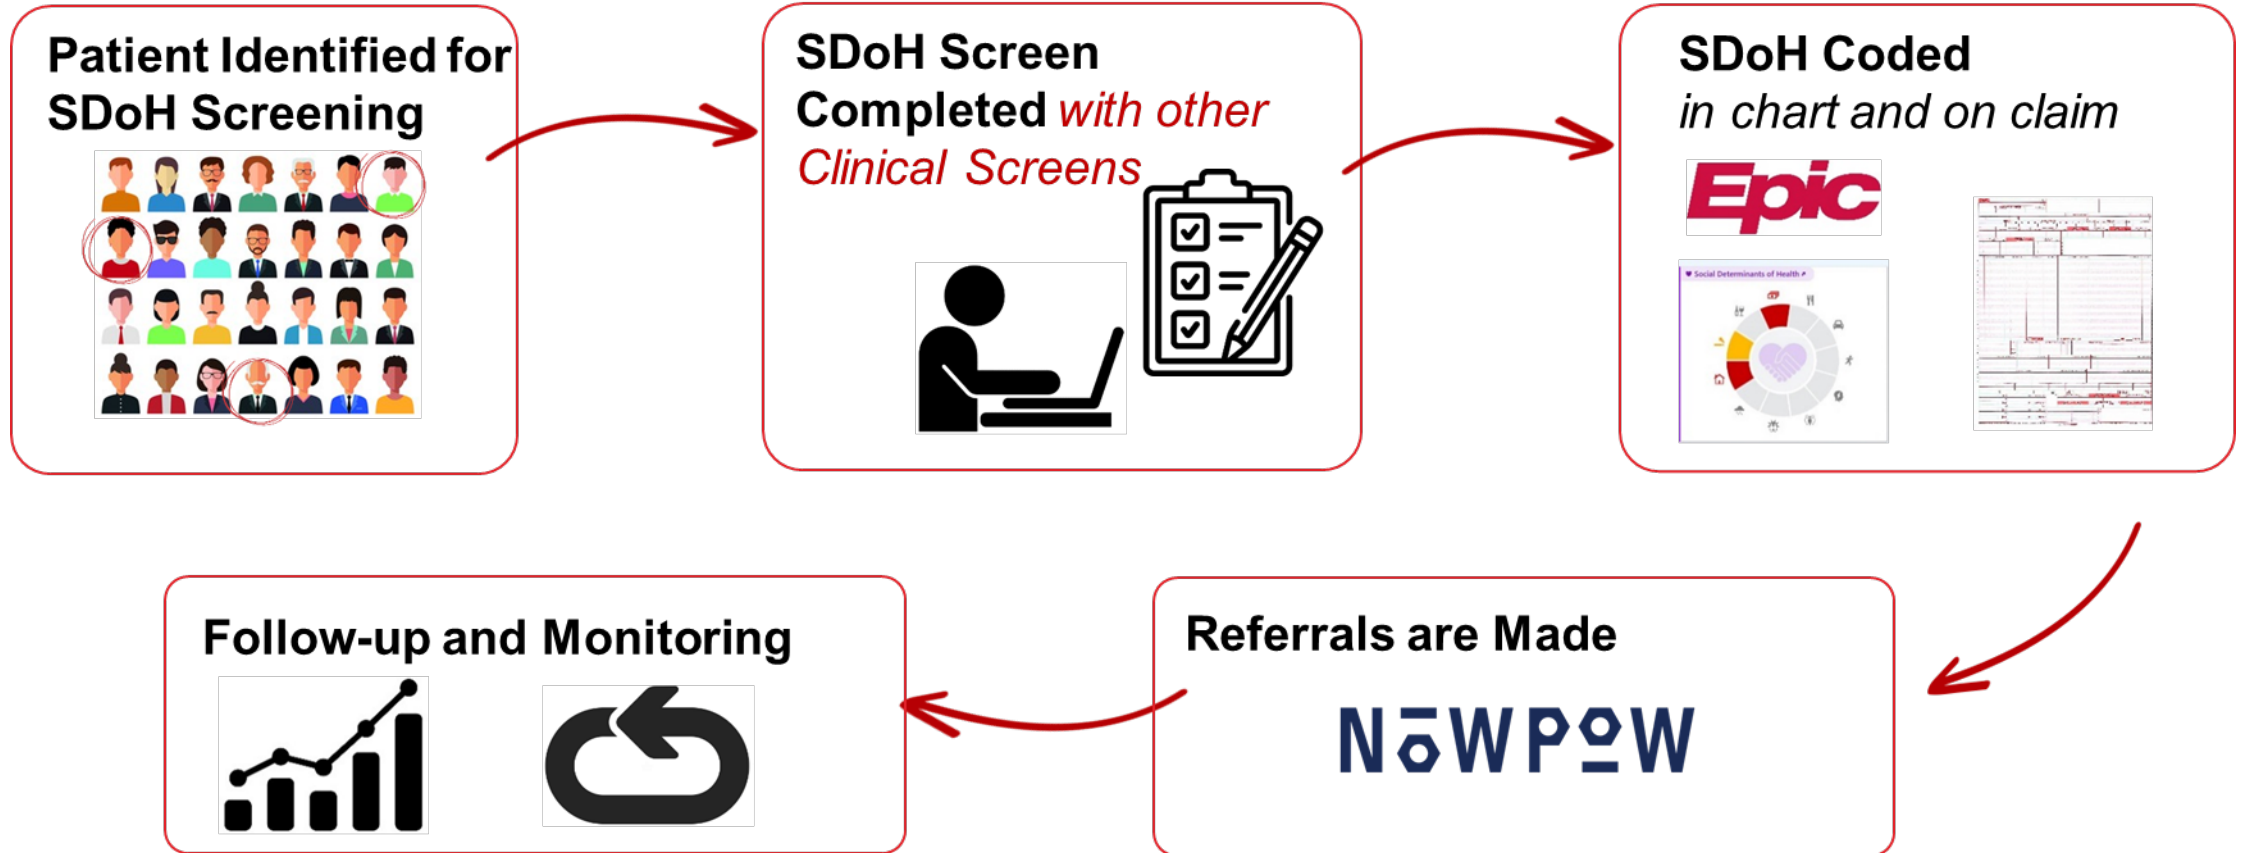 Patient Identified for
SDoH Screening
SDoH Screen
Completed with other
Clinical Screens
SDoH Coded
in chart and on claim
Epic
Social Determinants of Health
Referrals are Made
NOWPOW
Follow-up and Monitoring